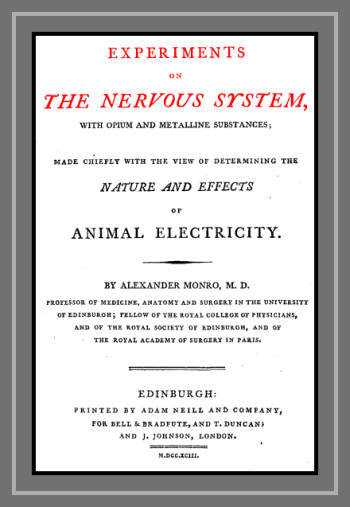 EXPERIMENTS
ON
THE NERVOUS SYSTEM,
WITH OPIUM AND METALLINE SUBSTANCES;
MADE CHIEFLY WITH THE VIEW OF DETERMINING THE
NATURE AND EFFECTS
OF
ANIMAL ELECTRICITY.
BY ALEXANDER MONRO, M. D.
PROFESSOR OF MEDICINE, ANATOMY AND SURGERY IN THE UNIVERSITY
OF EDINBURGH; FELLOW OF THE ROYAL COLLEGE OF PHYSICIANS,
AND OF THE ROYAL SOCIETY OF EDINBURGH, AND OF
THE ROYAL ACADEMY OF SURGERY IN PARIS.
EDINBURGH:
PRINTED BY ADAM NEILL AND COMPANY,
FOR BELL & BRADFUTE, AND T. DUNCAN;
AND J. JOHNSON, LONDON.
M.DCC.XCIII.